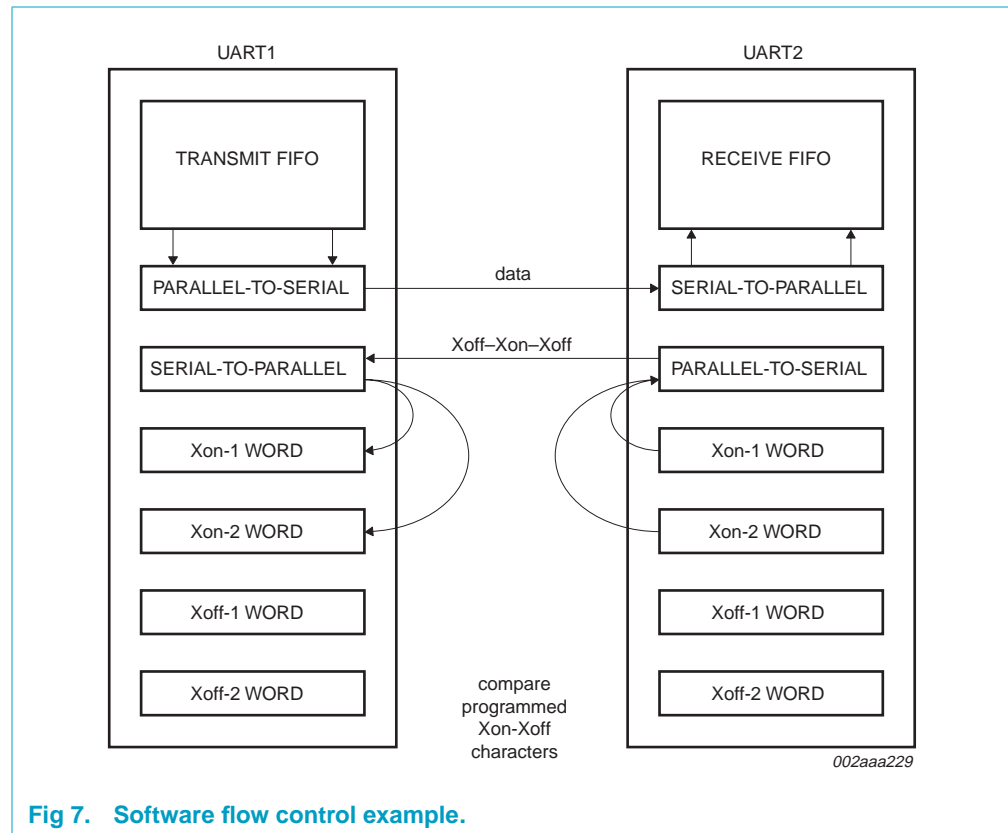 UART1
UART2
TRANSMIT FIFO
RECEIVE FIFO
PARALLEL-TO-SERIAL
data
SERIAL-TO-PARALLEL
Xoff–Xon–Xoff
SERIAL-TO-PARALLEL
PARALLEL-TO-SERIAL
Xon-1 WORD
Xon-1 WORD
Xon-2 WORD
Xon-2 WORD
Xoff-1 WORD
Xoff-1 WORD
Xoff-2 WORD
Xoff-2 WORD
compare
programmed
Xon-Xoff
characters
002aaa229
Fig 7. Software flow control example.